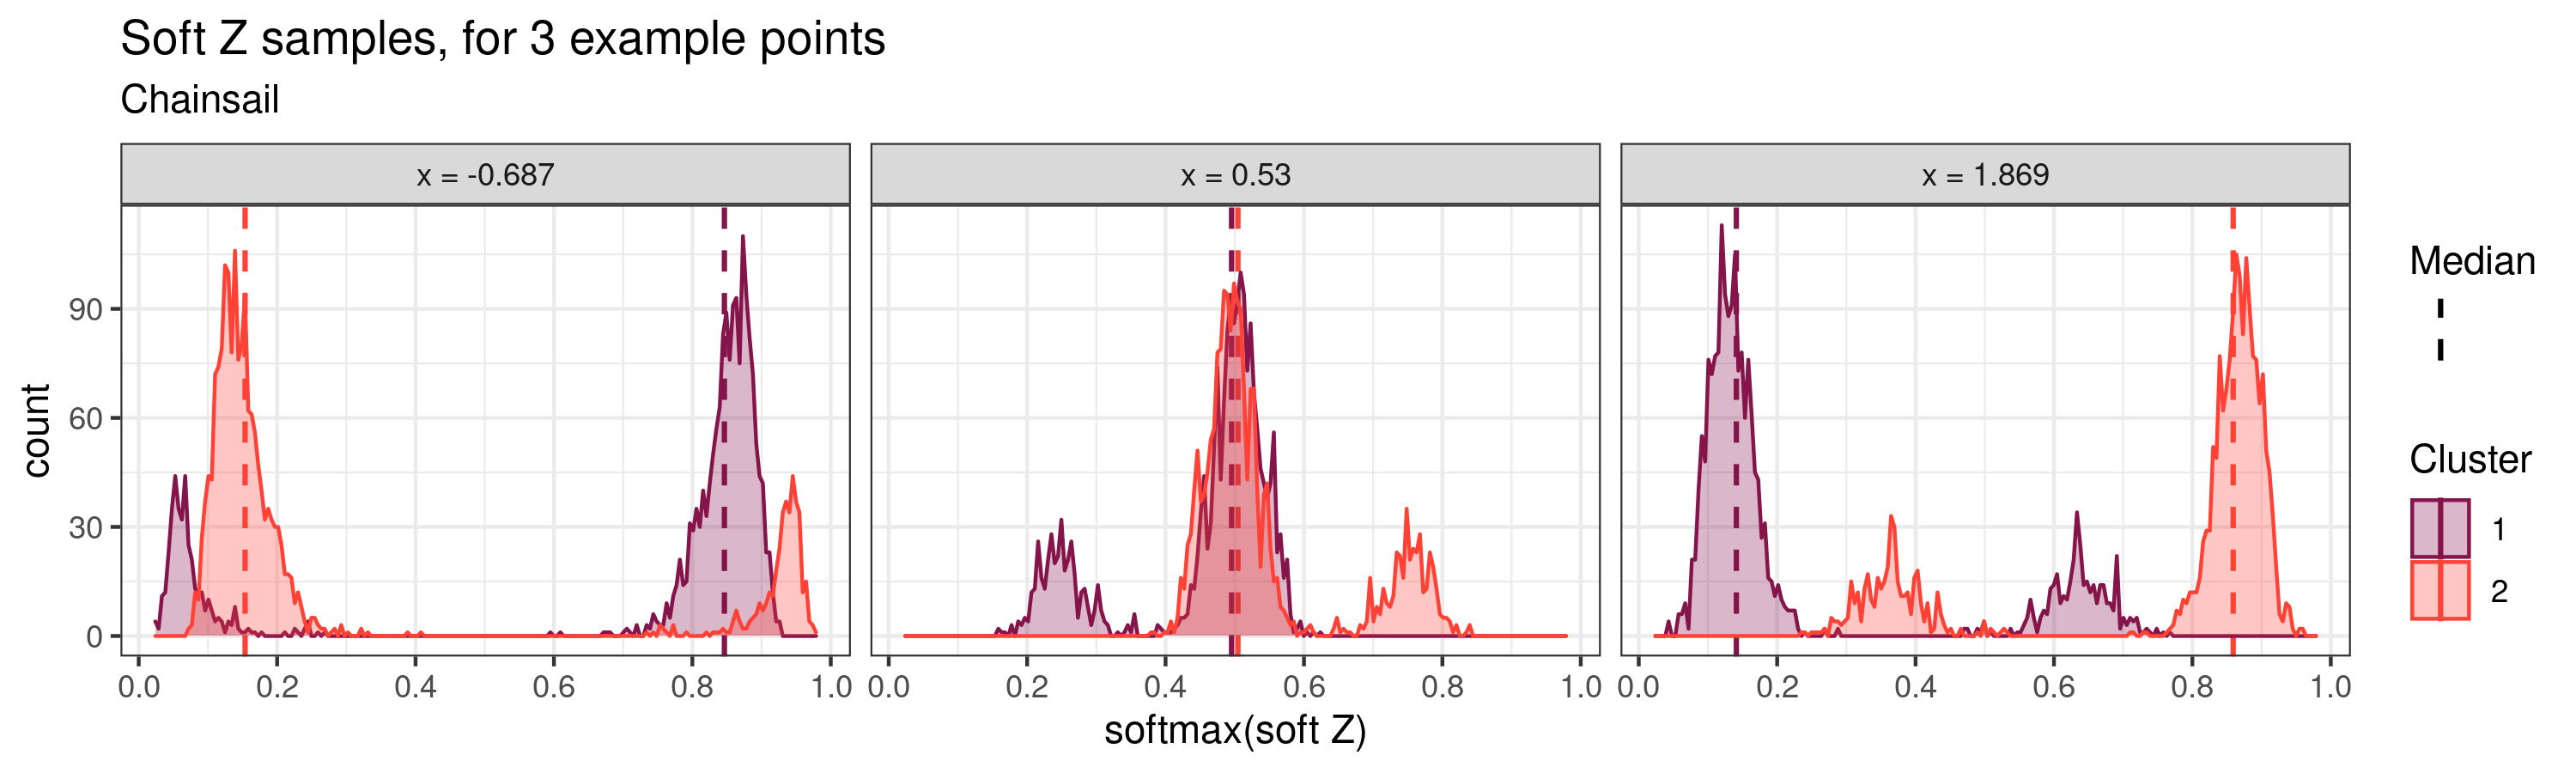 Soft Z samples, for 3 example points
Chainsail
x = -0.687
x = 0.53
x = 1.869
count
90
60
30
0
0.0 0.2 0.4 0.6 0.8 1.0
0.0 0.2 0.4 0.6 0.8 1.0
0.0 0.2 0.4 0.6 0.8 1.0
softmax(soft Z)
Median
Cluster
1
2